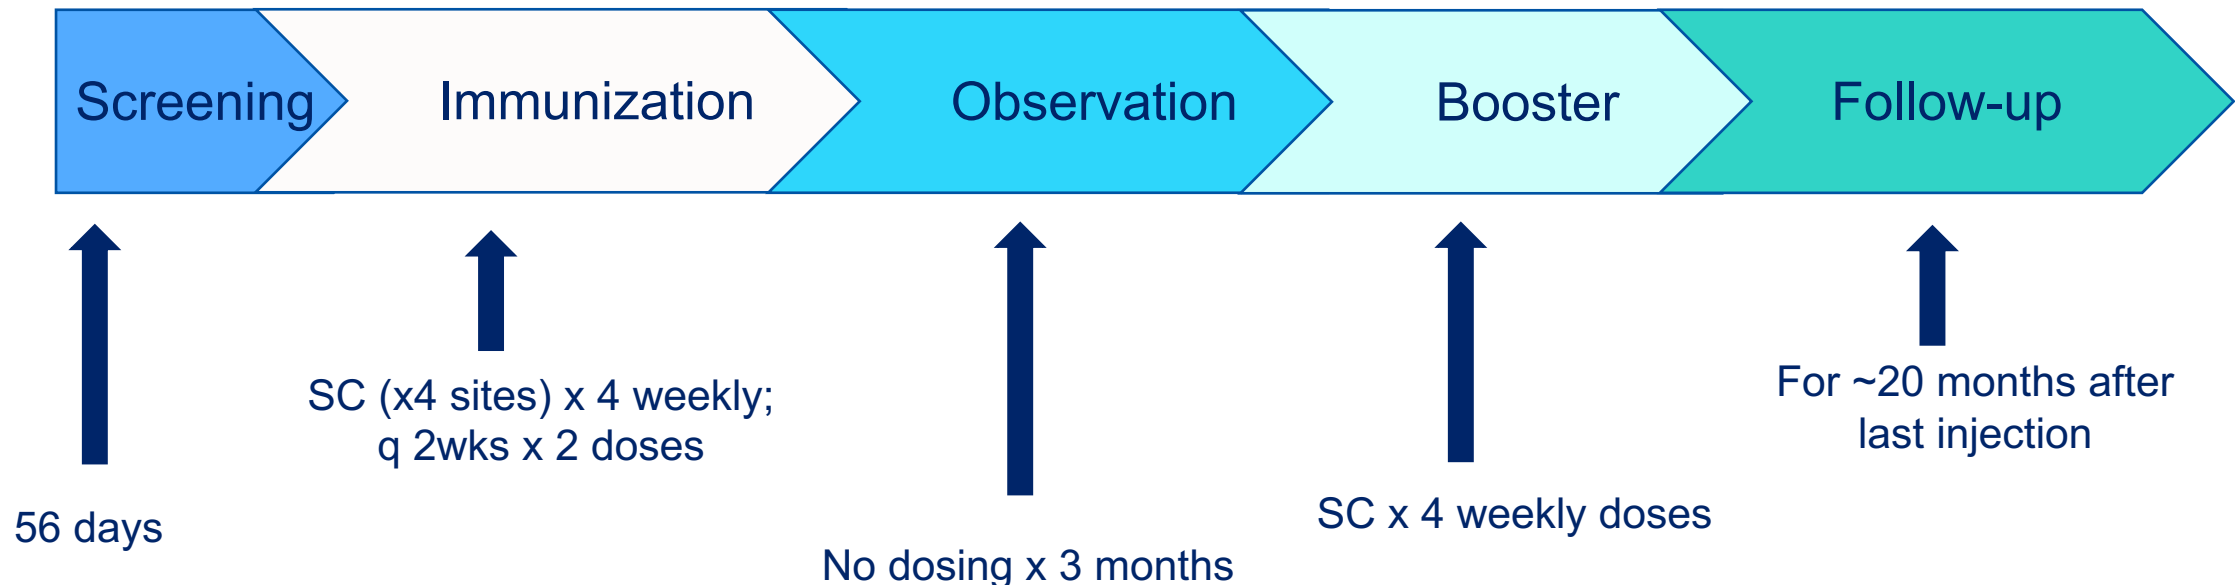 Screening
Immunization
Observation
Booster
Follow-up
56 days
SC (x4 sites) x 4 weekly;
q 2wks x 2 doses
No dosing x 3 months
SC x 4 weekly doses
For ~20 months after
last injection